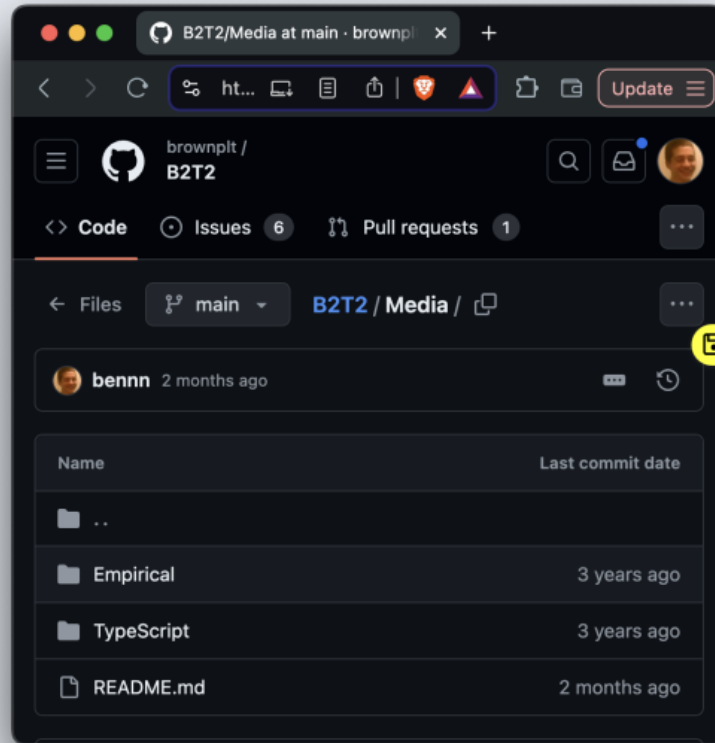 B2T2/Media at main · brownpl
ht...
Update
brownplt /
B2T2
Code
Issues 6
Pull requests 1
Files
main
B2T2 / Media /
bennn 2 months ago
Name Last commit date
..
Empirical 3 years ago
TypeScript 3 years ago
README.md 2 months ago